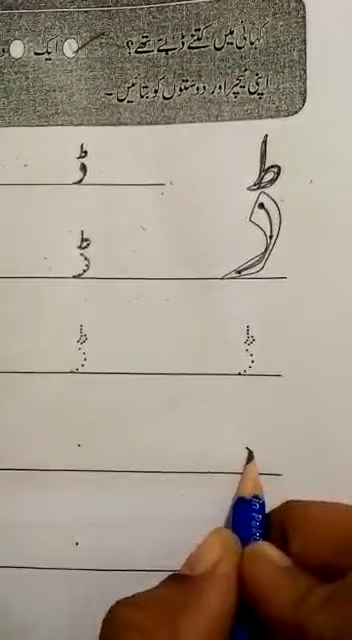 کہانی میں کتنے ڈبے تھے؟ ایک
اپنی ٹیچر اور دوستوں کو بتائیں۔
ڑ ڑ
ڑ
ڑ ڑ